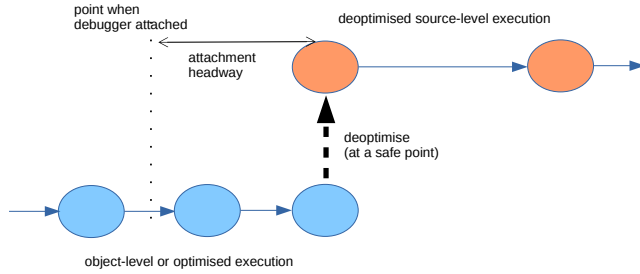 point when
debugger attached
deoptimised source-level execution
attachment
headway
deoptimise
(at a safe point)
object-level or optimised execution